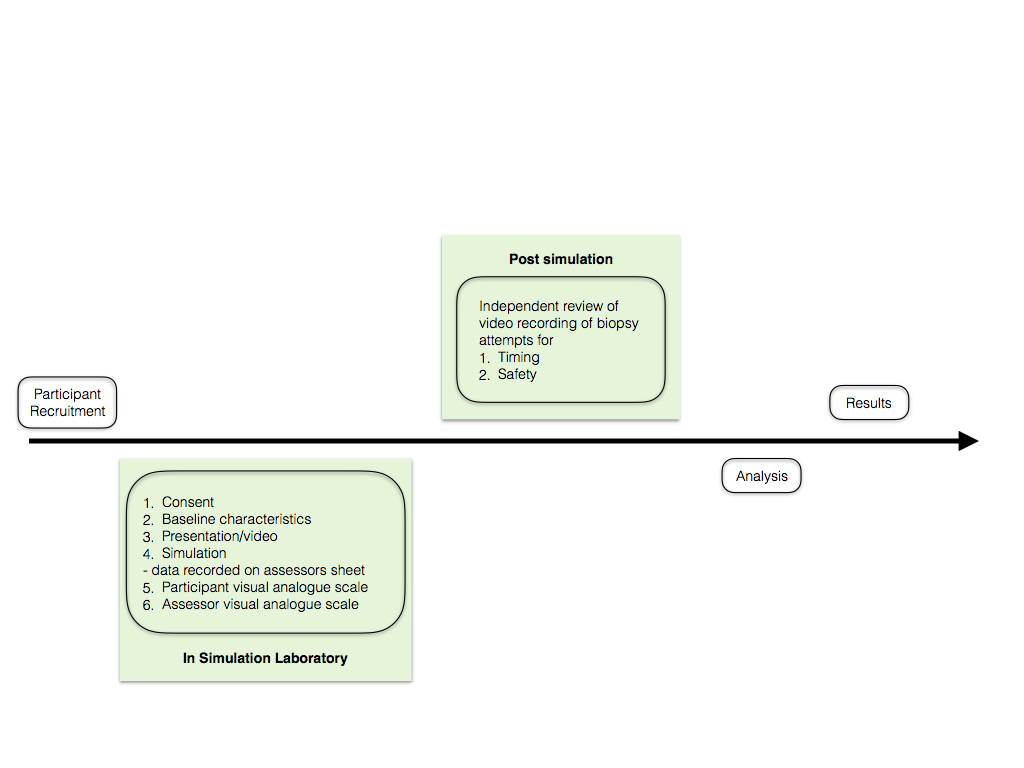 Participant
Recruitment
1. Consent
2. Baseline characteristics
3. Presentation/video
4. Simulation
- data recorded on assessors sheet
5. Participant visual analogue scale
6. Assessor visual analogue scale
In Simulation Laboratory
Post simulation
Independent review of
video recording of biopsy
attempts for
1. Timing
2. Safety
Analysis
Results